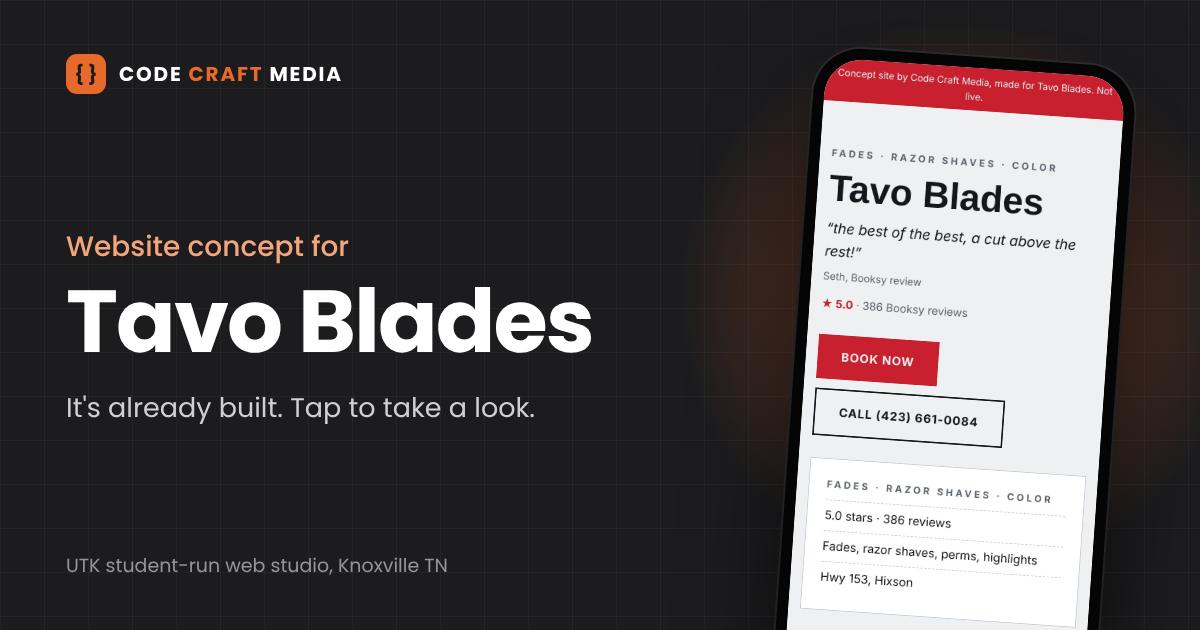 { } CODE CRAFT MEDIA
Website concept for
Tavo Blades
It's already built. Tap to take a look.
UTK student-run web studio, Knoxville TN
Concept site by Code Craft Media, made for Tavo Blades. Not
live.
FADES · RAZOR SHAVES · COLOR
Tavo Blades
“the best of the best, a cut above the
rest!”
Seth, Booksy review
★ 5.0 · 386 Booksy reviews
BOOK NOW
CALL (423) 661-0084
FADES · RAZOR SHAVES · COLOR
5.0 stars · 386 reviews
Fades, razor shaves, perms, highlights
Hwy 153, Hixson